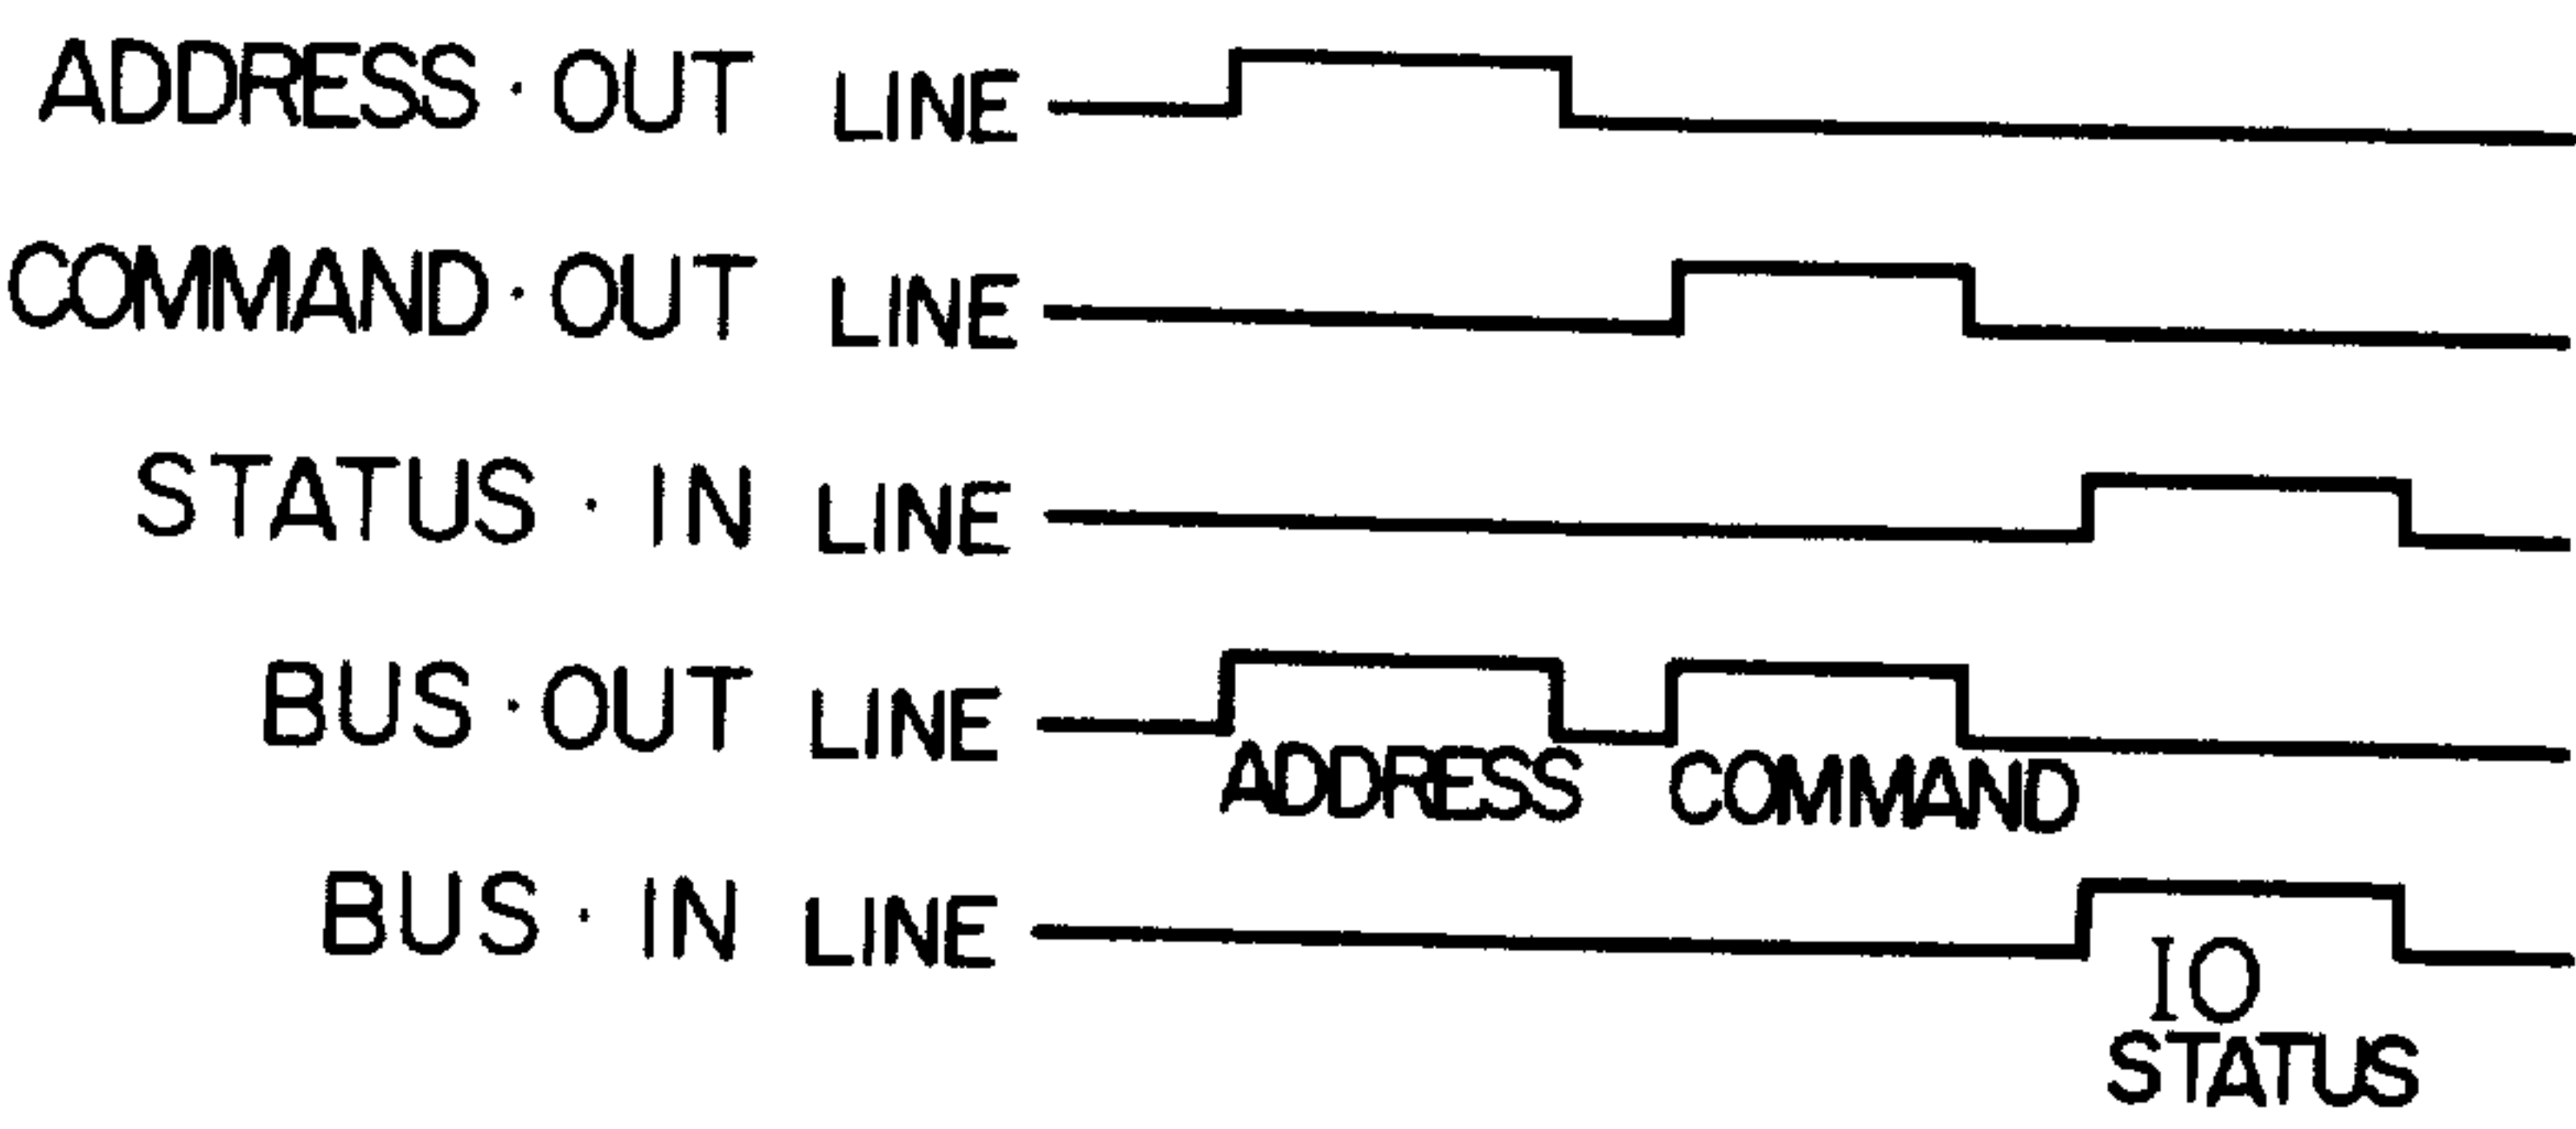 ADDRESS·OUT LINE
COMMAND·OUT LINE
STATUS·IN LINE
BUS·OUT LINE
ADDRESS COMMAND
BUS·IN LINE
IO
STATUS